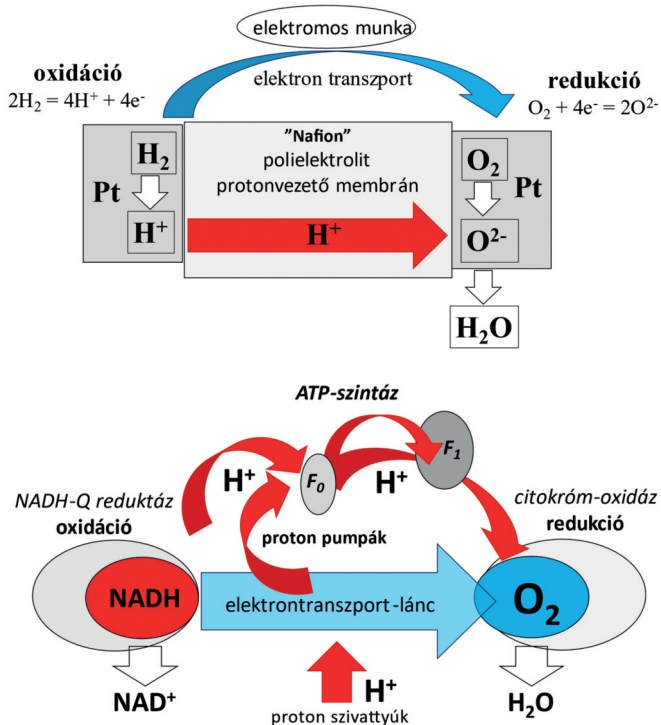 elektromos munka
oxidáció
2H₂ = 4H⁺ + 4e⁻
elektron transzport
redukció
O₂ + 4e⁻ = 2O²⁻
"Nafion"
polielektrolit
protonvezető membrán
Pt
H₂
H⁺
H⁺
O₂
Pt
O²⁻
H₂O
ATP-szintáz
F₀
F₁
H⁺
H⁺
NADH-Q reduktáz
oxidáció
citokróm-oxidáz
redukció
proton pumpák
NADH
elektrontranszport-lánc
O₂
NAD⁺
H⁺
proton szivattyúk
H₂O